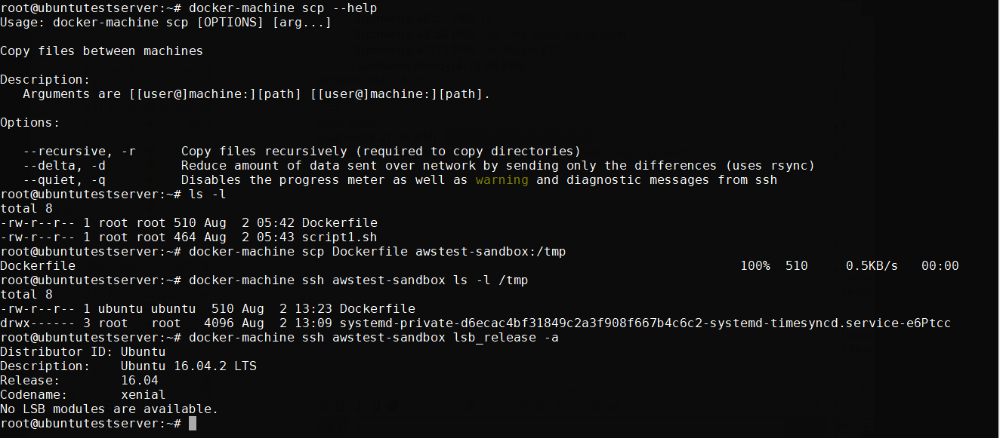 root@ubuntutestserver:~# docker-machine scp --help
Usage: docker-machine scp [OPTIONS] [arg...]
Copy files between machines
Description:
   Arguments are [[user@]machine:][path] [[user@]machine:][path].
Options:
   --recursive, -r      Copy files recursively (required to copy directories)
   --delta, -d          Reduce amount of data sent over network by sending only the differences (uses rsync)
   --quiet, -q          Disables the progress meter as well as warning and diagnostic messages from ssh
root@ubuntutestserver:~# ls -l
total 8
-rw-r--r-- 1 root root 510 Aug  2 05:42 Dockerfile
-rw-r--r-- 1 root root 464 Aug  2 05:43 script1.sh
root@ubuntutestserver:~# docker-machine scp Dockerfile awstest-sandbox:/tmp
Dockerfile                                                                                        100%  510     0.5KB/s   00:00
root@ubuntutestserver:~# docker-machine ssh awstest-sandbox ls -l /tmp
total 8
-rw-r--r-- 1 ubuntu ubuntu  510 Aug  2 13:23 Dockerfile
drwx------ 3 root   root   4096 Aug  2 13:09 systemd-private-d6ecac4bf31849c2a3f908f667b4c6c2-systemd-timesyncd.service-e6Ptcc
root@ubuntutestserver:~# docker-machine ssh awstest-sandbox lsb_release -a
Distributor ID: Ubuntu
Description:    Ubuntu 16.04.2 LTS
Release:        16.04
Codename:       xenial
No LSB modules are available.
root@ubuntutestserver:~#